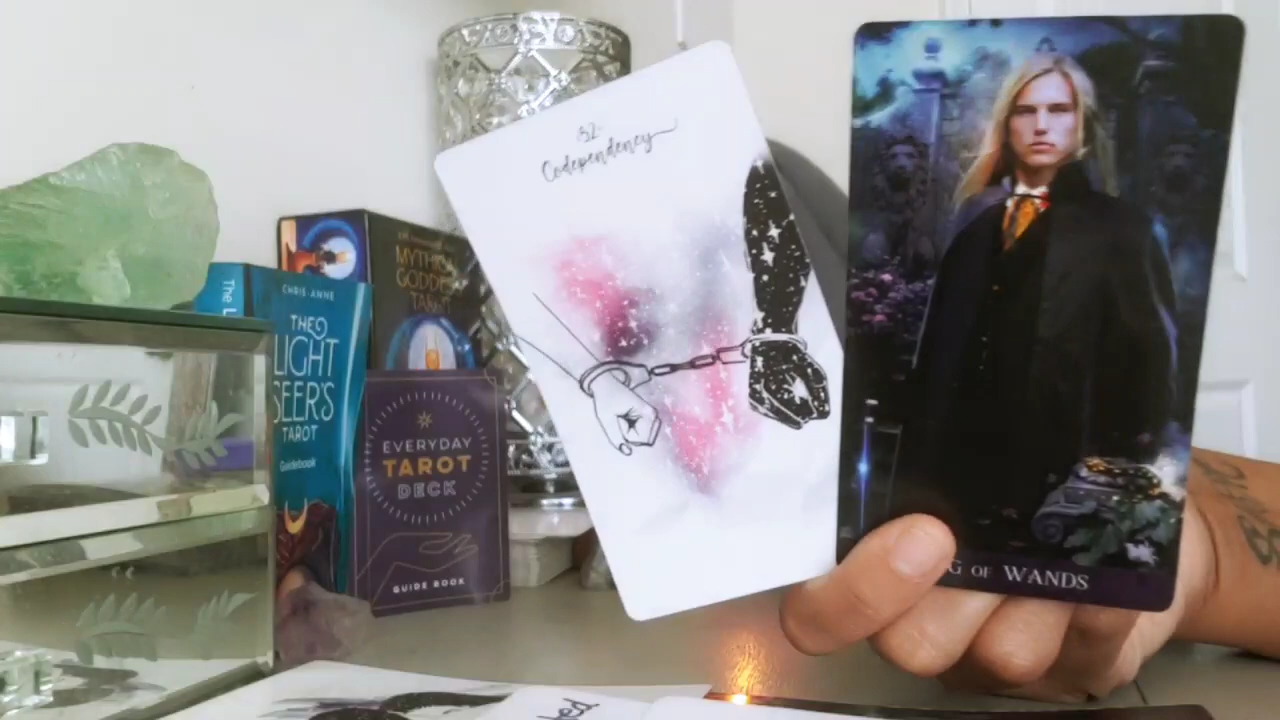 32
Codependency
G OF WANDS
MYTHIC
GODDESS
TAROT
The L
CHRIS-ANNE
THE
LIGHT
SEER'S
TAROT
Guidebook
EVERYDAY
TAROT
DECK
GUIDE BOOK
bed